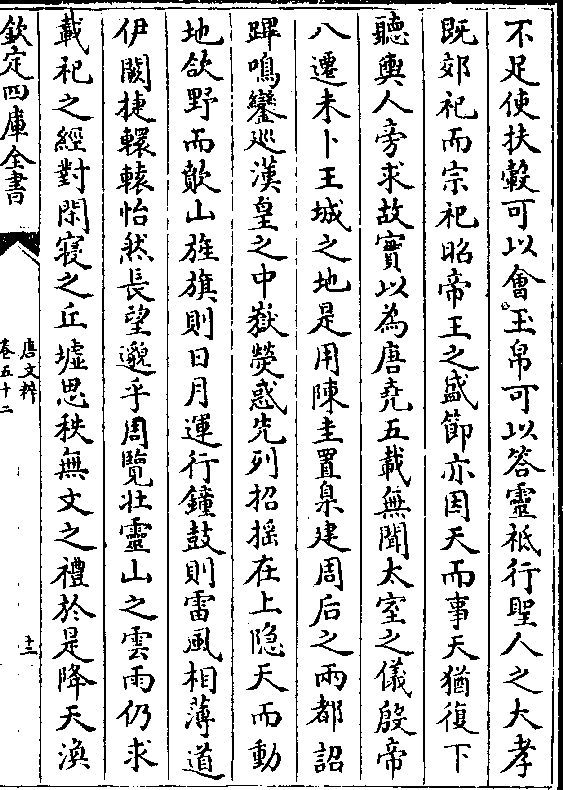 不足使扶轂可以會玉帛可以答靈祗行聖人之大孝
既郊祀而宗祀昭帝王之盛節亦因天而事天猶復下
聽輿人旁求故實以為唐堯五載無聞太室之儀殷帝
八遷未卜王城之地是用陳圭置臬建周后之兩都詔
蹕鳴鑾巡漢皇之中嶽熒惑先列招摇在上隐天而動
地欱野而歕山旌旗則日月運行鐘鼓則雷風相薄道
伊闕捷轘轅怡然長望邈乎周覽壯靈山之雲雨仍求
載祀之經對閑寝之丘墟思秩無文之禮於是降天渙
欽定四庫全書
唐文粹
卷五十二
十二